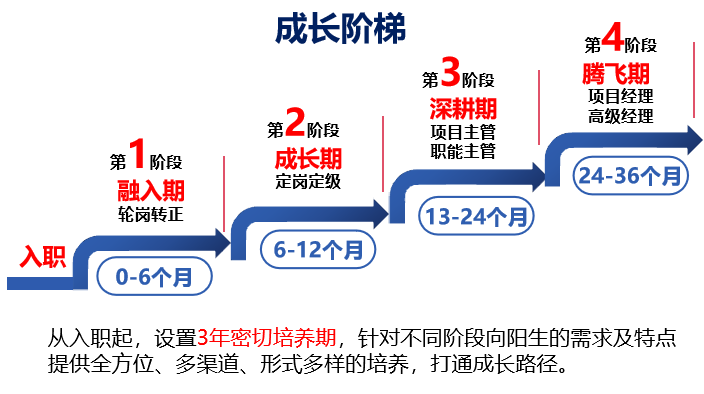 成长阶梯
入职
第1阶段
融入期
轮岗转正
0-6个月
第2阶段
成长期
定岗定级
6-12个月
第3阶段
深耕期
项目主管
职能主管
13-24个月
第4阶段
腾飞期
项目经理
高级经理
24-36个月
从入职起，设置3年密切培养期，针对不同阶段向阳生的需求及特点
提供全方位、多渠道、形式多样的培养，打通成长路径。